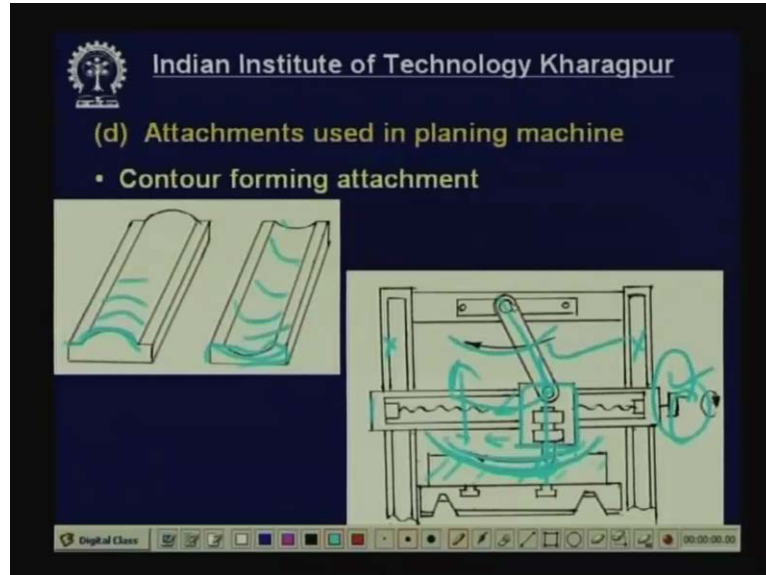 Indian Institute of Technology Kharagpur
(d) Attachments used in planing machine
• Contour forming attachment
Digital Class
00:00:00.00